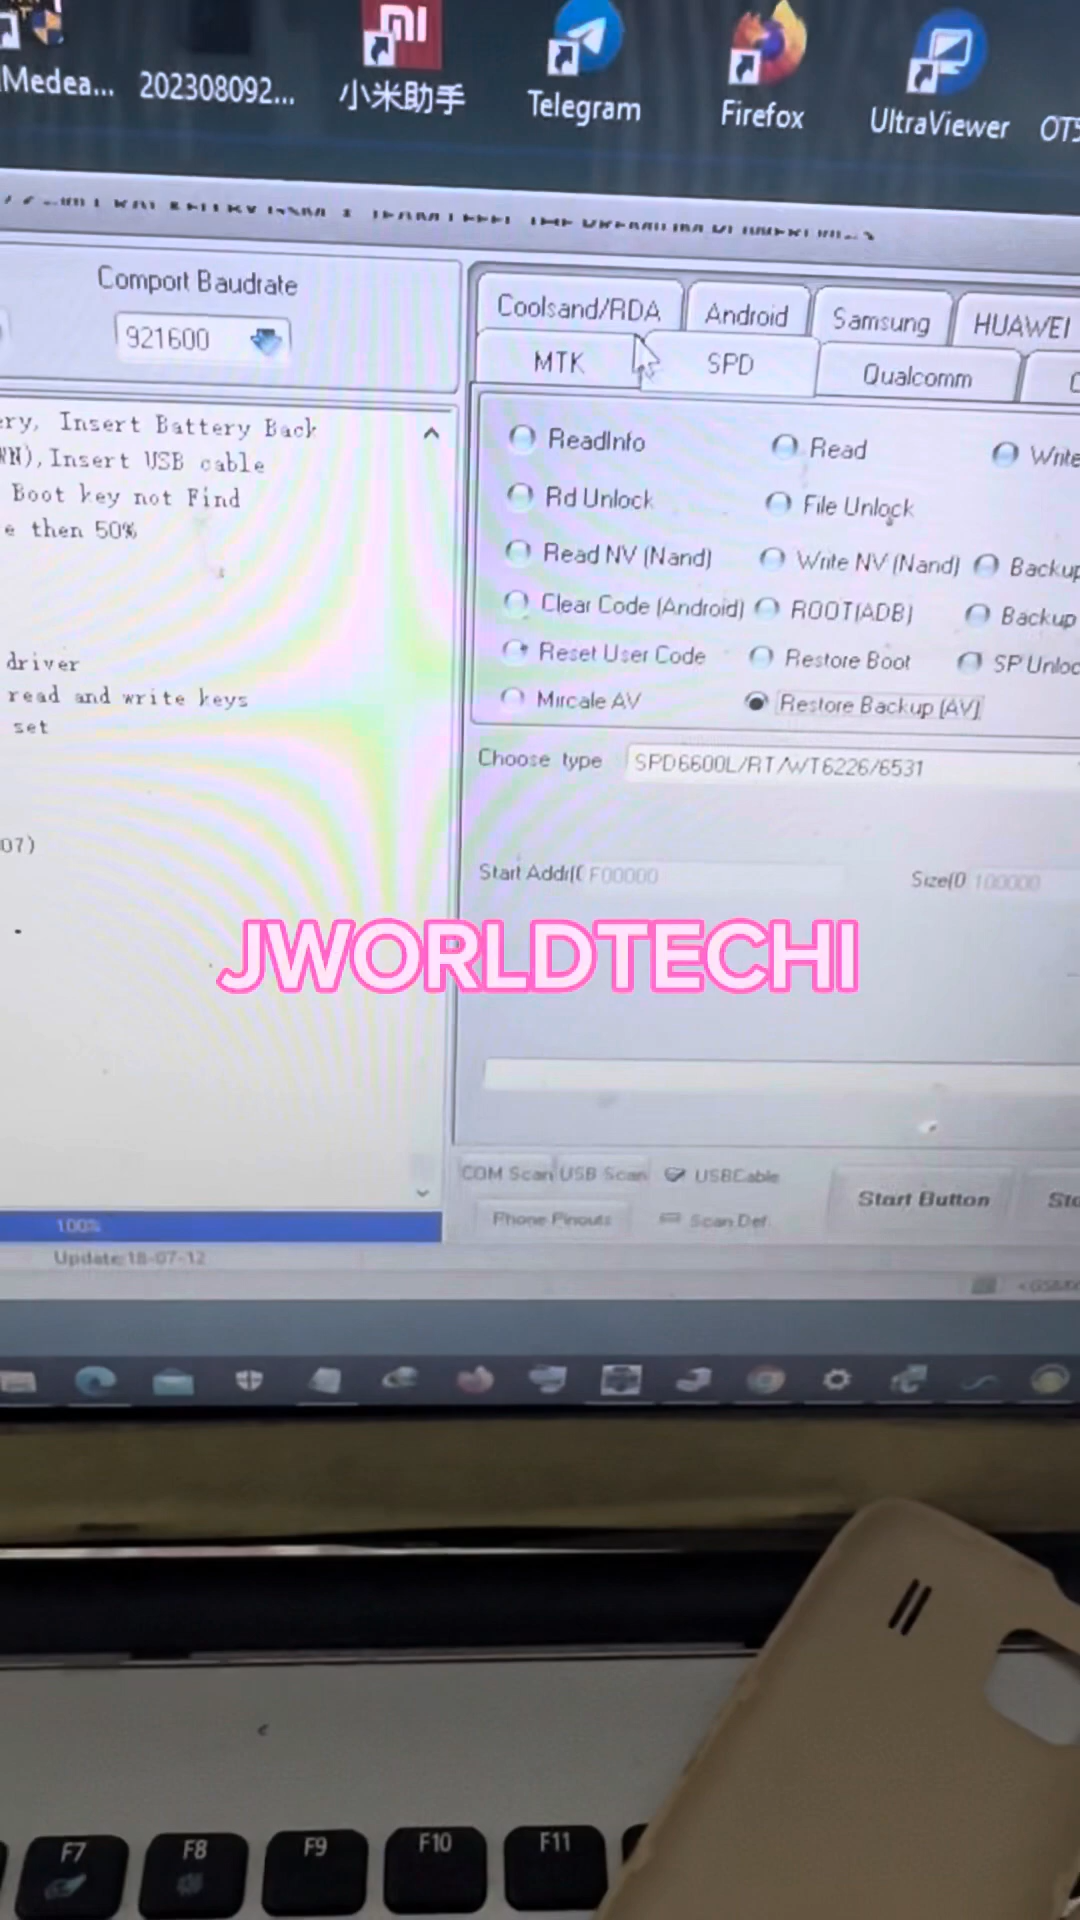 Medea...
202308092...
小米助手
Telegram
Firefox
UltraViewer
Comport Baudrate
921600
Coolsand/RDA
Android
Samsung
HUAWEI
MTK
SPD
Qualcomm
ery, Insert Battery Back
WN),Insert USB cable
Boot key not Find
e then 50%
driver
read and write keys
set
07)
ReadInfo
Read
Write
Rd Unlock
File Unlock
Read NV (Nand)
Write NV (Nand)
Backup
Clear Code (Android)
ROOT(ADB)
Backup
Reset User Code
Restore Boot
SP Unloc
Mircale AV
Restore Backup (AV)
Choose type
SPD6600L/RT/WT6226/6531
Start Addr(
F00000
Size(0
100000
JWORLDTECHI
COM Scan
USB Scan
USBCable
Start Button
Phone Pinouts
Scan Def
100%
Update:18-07-12
F7
F8
F9
F10
F11